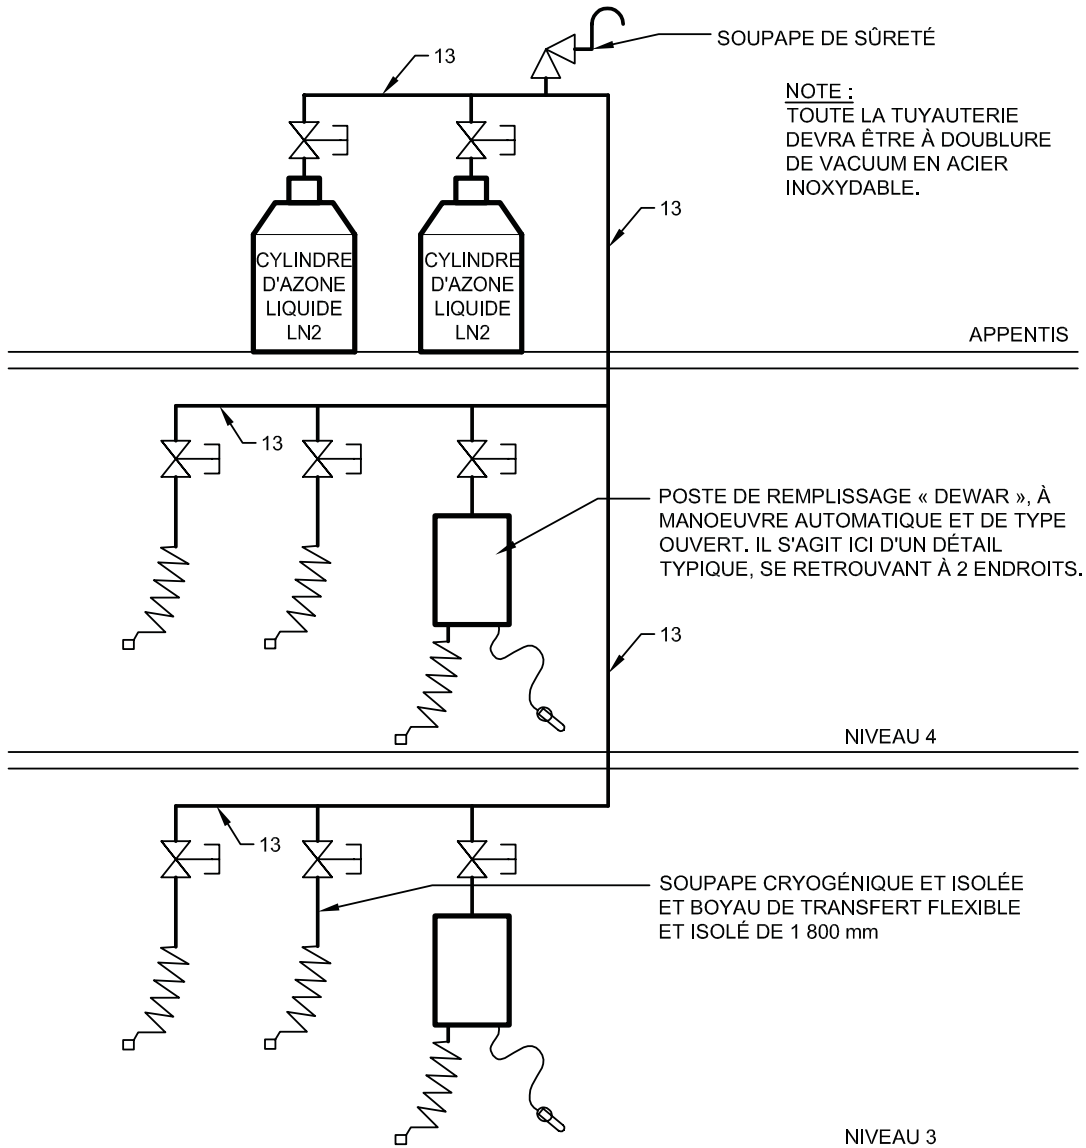 SOUPAPE DE SÛRETÉ
13
NOTE :
TOUTE LA TUYAUTERIE
DEVRA ÊTRE À DOUBLURE
DE VACUUM EN ACIER
INOXYDABLE.
13
CYLINDRE
D'AZONE
LIQUIDE
LN2
CYLINDRE
D'AZONE
LIQUIDE
LN2
APPENTIS
13
POSTE DE REMPLISSAGE « DEWAR », À
MANOEUVRE AUTOMATIQUE ET DE TYPE
OUVERT. IL S'AGIT ICI D'UN DÉTAIL
TYPIQUE, SE RETROUVANT À 2 ENDROITS.
13
NIVEAU 4
13
SOUPAPE CRYOGÉNIQUE ET ISOLÉE
ET BOYAU DE TRANSFERT FLEXIBLE
ET ISOLÉ DE 1 800 mm
NIVEAU 3